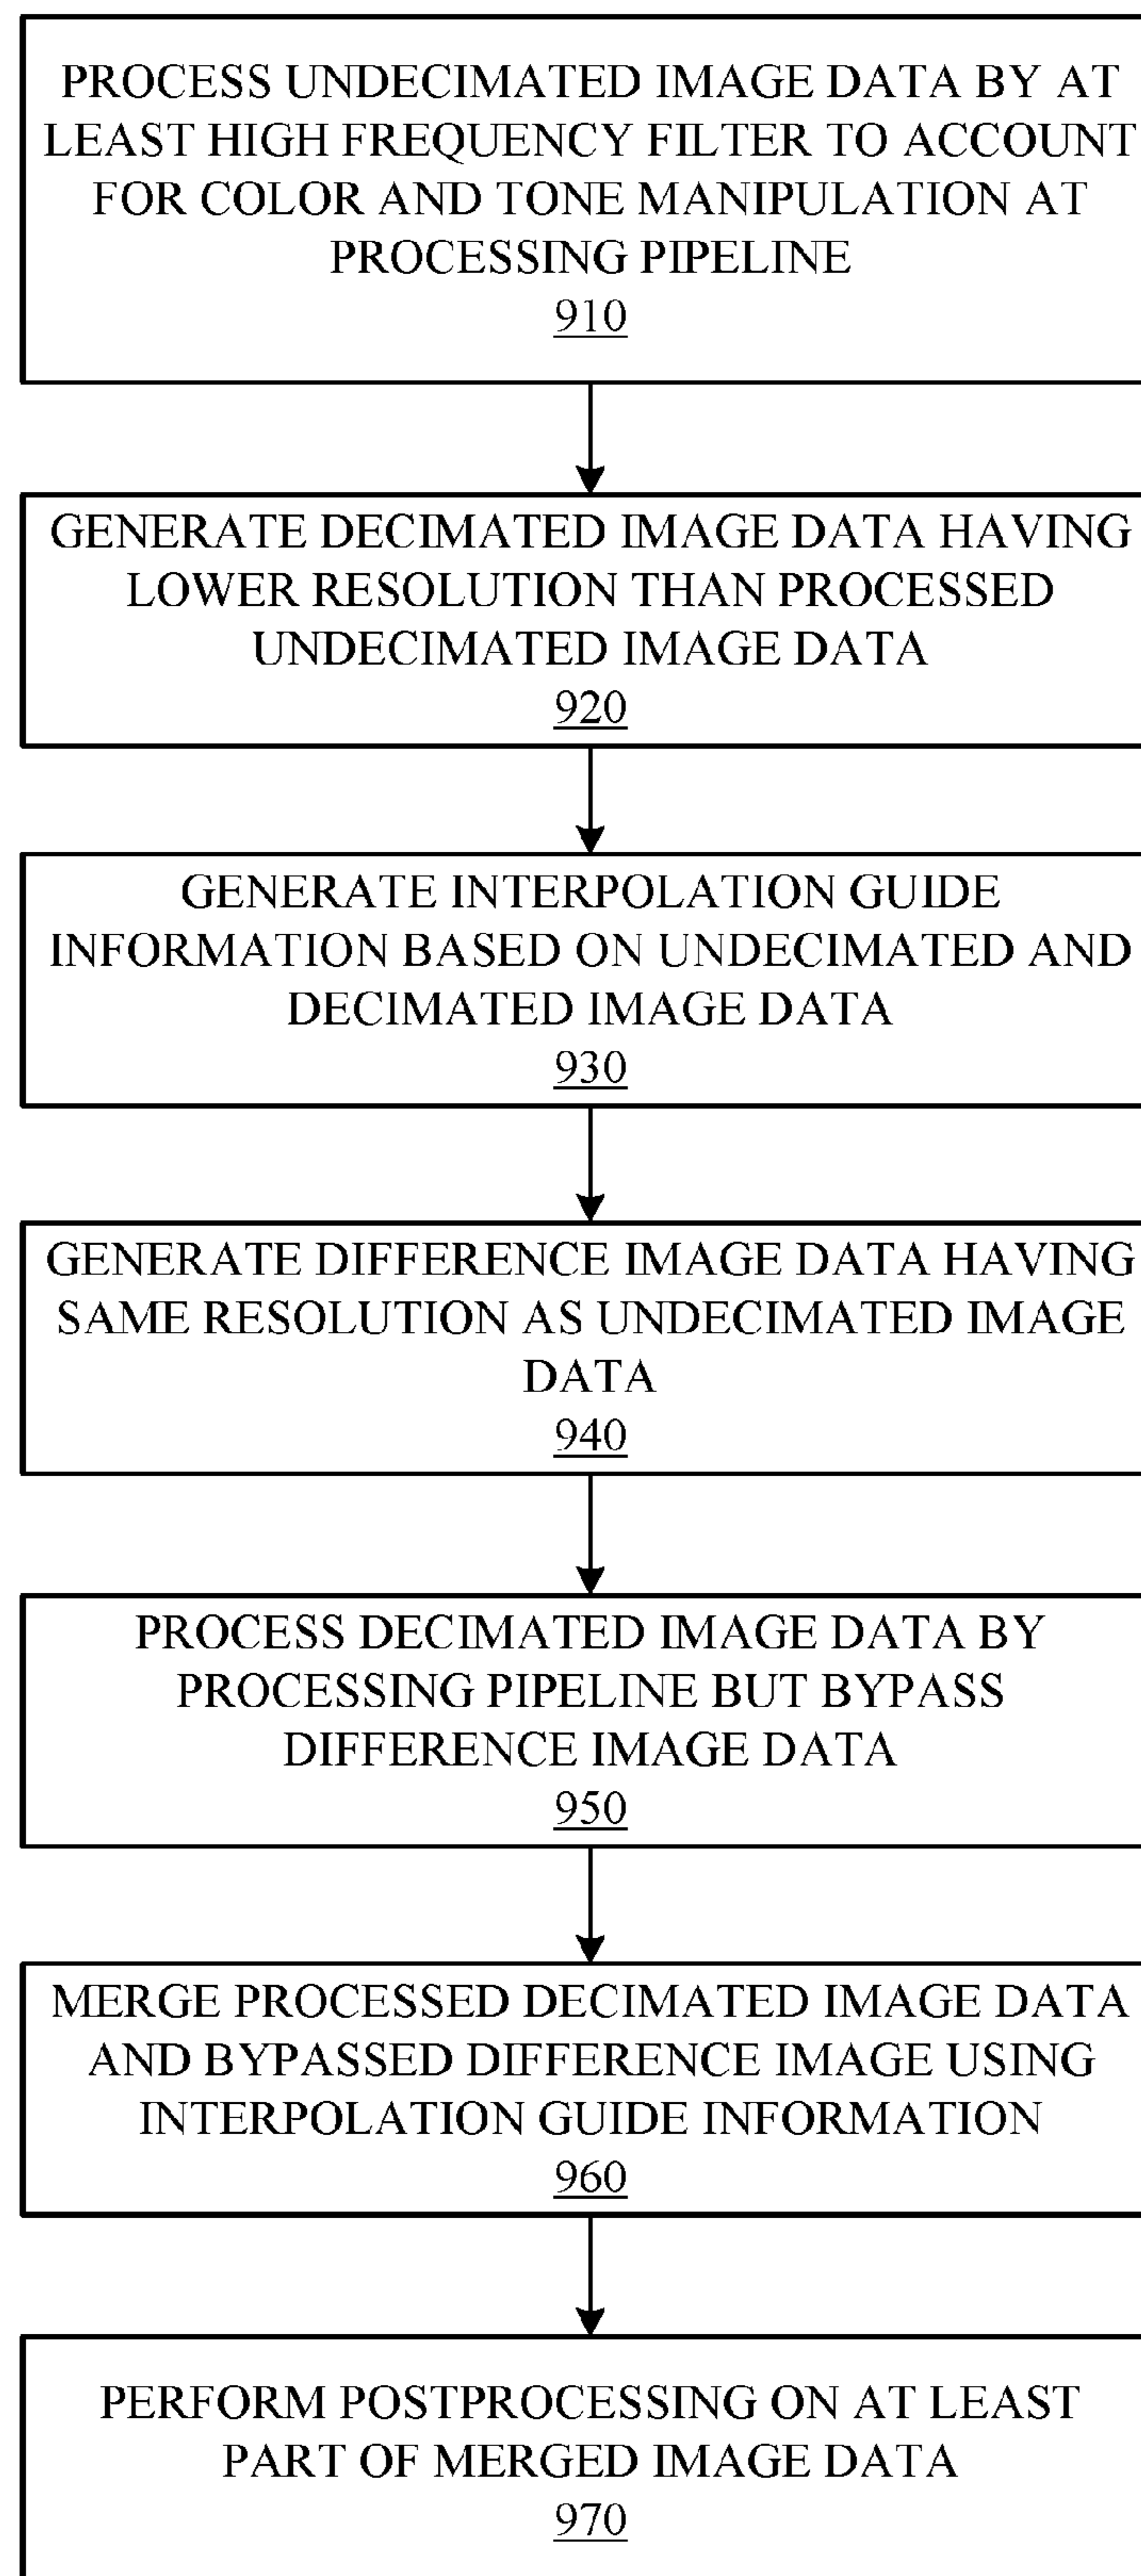 PROCESS UNDECIMATED IMAGE DATA BY AT
LEAST HIGH FREQUENCY FILTER TO ACCOUNT
FOR COLOR AND TONE MANIPULATION AT
PROCESSING PIPELINE
910
GENERATE DECIMATED IMAGE DATA HAVING
LOWER RESOLUTION THAN PROCESSED
UNDECIMATED IMAGE DATA
920
GENERATE INTERPOLATION GUIDE
INFORMATION BASED ON UNDECIMATED AND
DECIMATED IMAGE DATA
930
GENERATE DIFFERENCE IMAGE DATA HAVING
SAME RESOLUTION AS UNDECIMATED IMAGE
DATA
940
PROCESS DECIMATED IMAGE DATA BY
PROCESSING PIPELINE BUT BYPASS
DIFFERENCE IMAGE DATA
950
MERGE PROCESSED DECIMATED IMAGE DATA
AND BYPASSED DIFFERENCE IMAGE USING
INTERPOLATION GUIDE INFORMATION
960
PERFORM POSTPROCESSING ON AT LEAST
PART OF MERGED IMAGE DATA
970